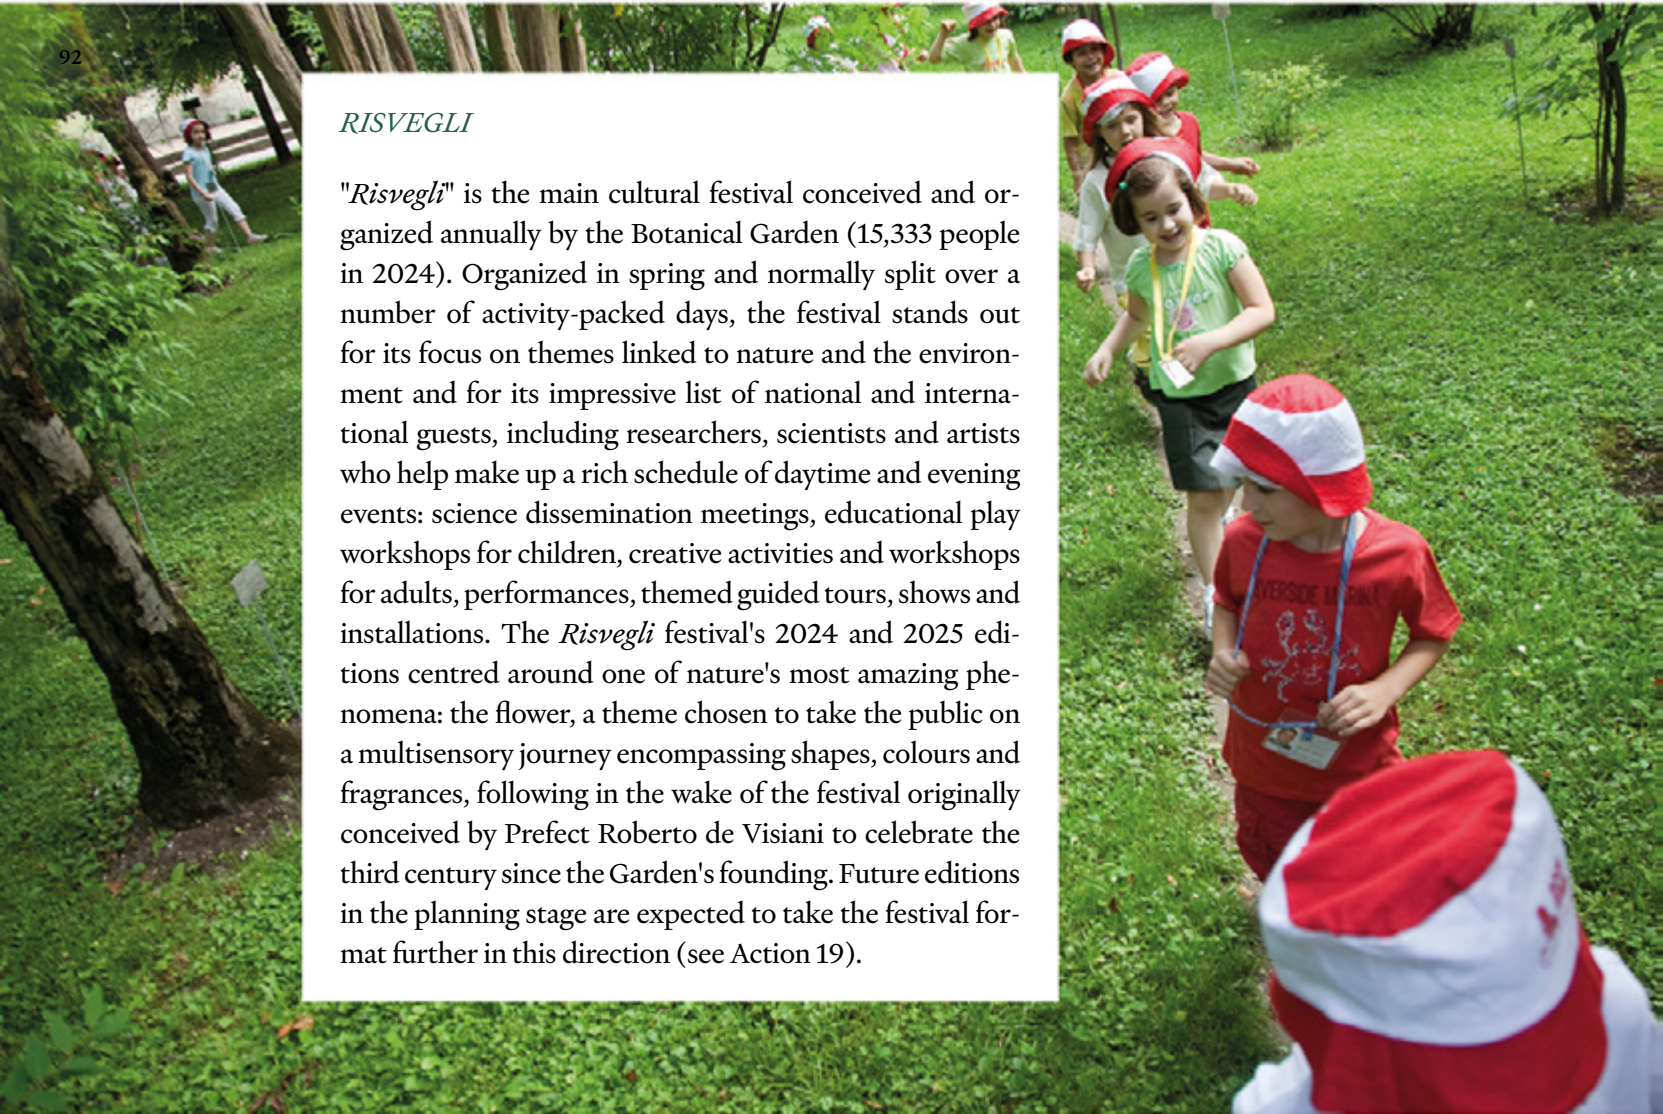 92
RISVEGLI
"Risvegli" is the main cultural festival conceived and or-
ganized annually by the Botanical Garden (15,333 people
in 2024). Organized in spring and normally split over a
number of activity-packed days, the festival stands out
for its focus on themes linked to nature and the environ-
ment and for its impressive list of national and interna-
tional guests, including researchers, scientists and artists
who help make up a rich schedule of daytime and evening
events: science dissemination meetings, educational play
workshops for children, creative activities and workshops
for adults, performances, themed guided tours, shows and
installations. The Risvegli festival's 2024 and 2025 edi-
tions centred around one of nature's most amazing phe-
nomena: the flower, a theme chosen to take the public on
a multisensory journey encompassing shapes, colours and
fragrances, following in the wake of the festival originally
conceived by Prefect Roberto de Visiani to celebrate the
third century since the Garden's founding. Future editions
in the planning stage are expected to take the festival for-
mat further in this direction (see Action 19).